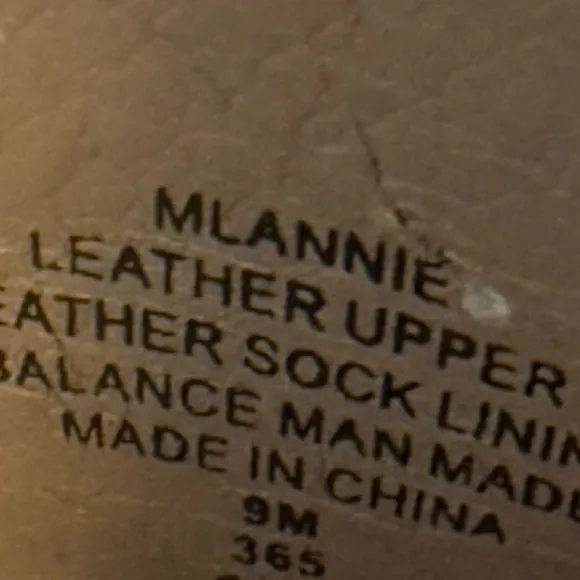 MLANNIE
LEATHER UPPER
EATHER SOCK LININ
BALANCE MAN MADE
MADE IN CHINA
9M
365